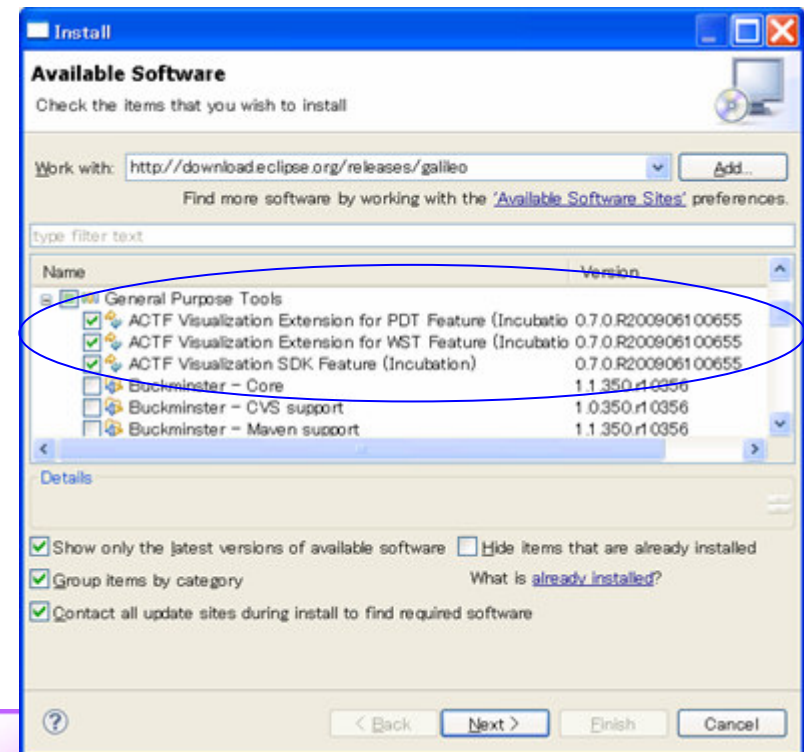 Install
Available Software
Check the items that you wish to install
Work with: http://download.eclipse.org/releases/galileo Add...
Find more software by working with the 'Available Software Sites' preferences.
type filter text
Name Version
General Purpose Tools
ACTF Visualization Extension for PDT Feature (Incubatio 0.7.0.R200906100655
ACTF Visualization Extension for WST Feature (Incubatio 0.7.0.R200906100655
ACTF Visualization SDK Feature (Incubation) 0.7.0.R200906100655
Buckminster - Core 1.1.350.r10356
Buckminster - CVS support 1.0.350.r10356
Buckminster - Maven support 1.1.350.r10356
Details
Show only the latest versions of available software Hide items that are already installed
Group items by category What is already installed?
Contact all update sites during install to find required software
? < Back Next > Finish Cancel